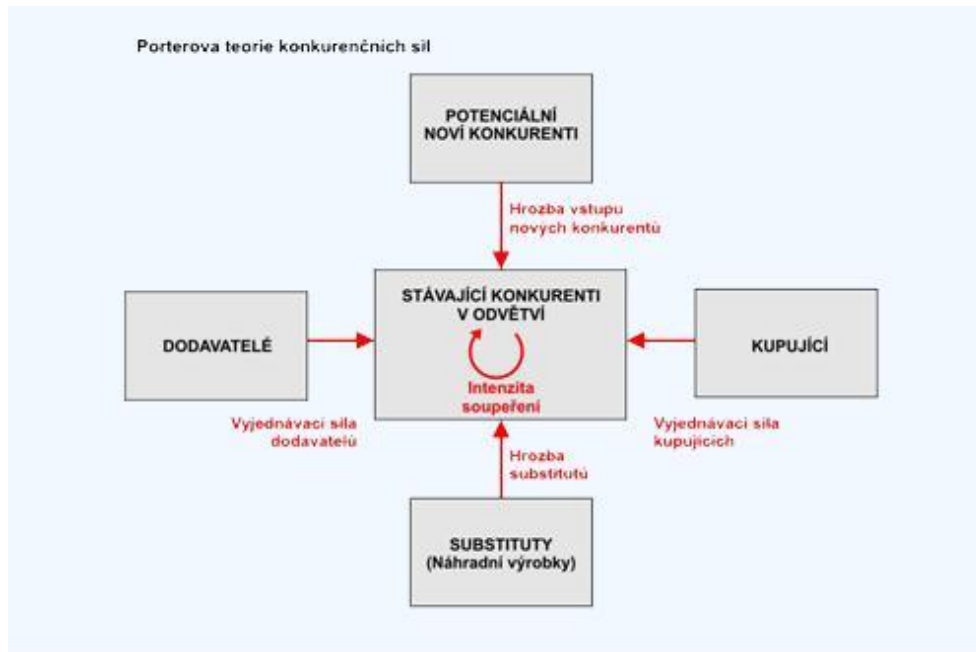 Porterova teorie konkurenčních sil
POTENCIÁLNÍ
NOVÍ KONKURENTI
Hrozba vstupu
nových konkurentů
STÁVAJÍCÍ KONKURENTI
V ODVĚTVÍ
Intenzita
soupeření
DODAVATELÉ
KUPUJÍCÍ
Vyjednávací síla
dodavatelů
Vyjednávací síla
kupujících
Hrozba
substitutů
SUBSTITUTY
(Náhradní výrobky)